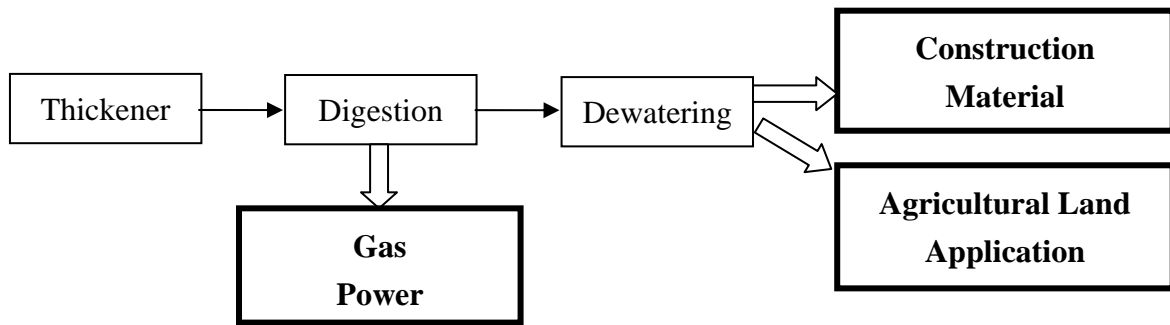 Thickener
Digestion
Dewatering
Construction
Material
Agricultural Land
Application
Gas
Power